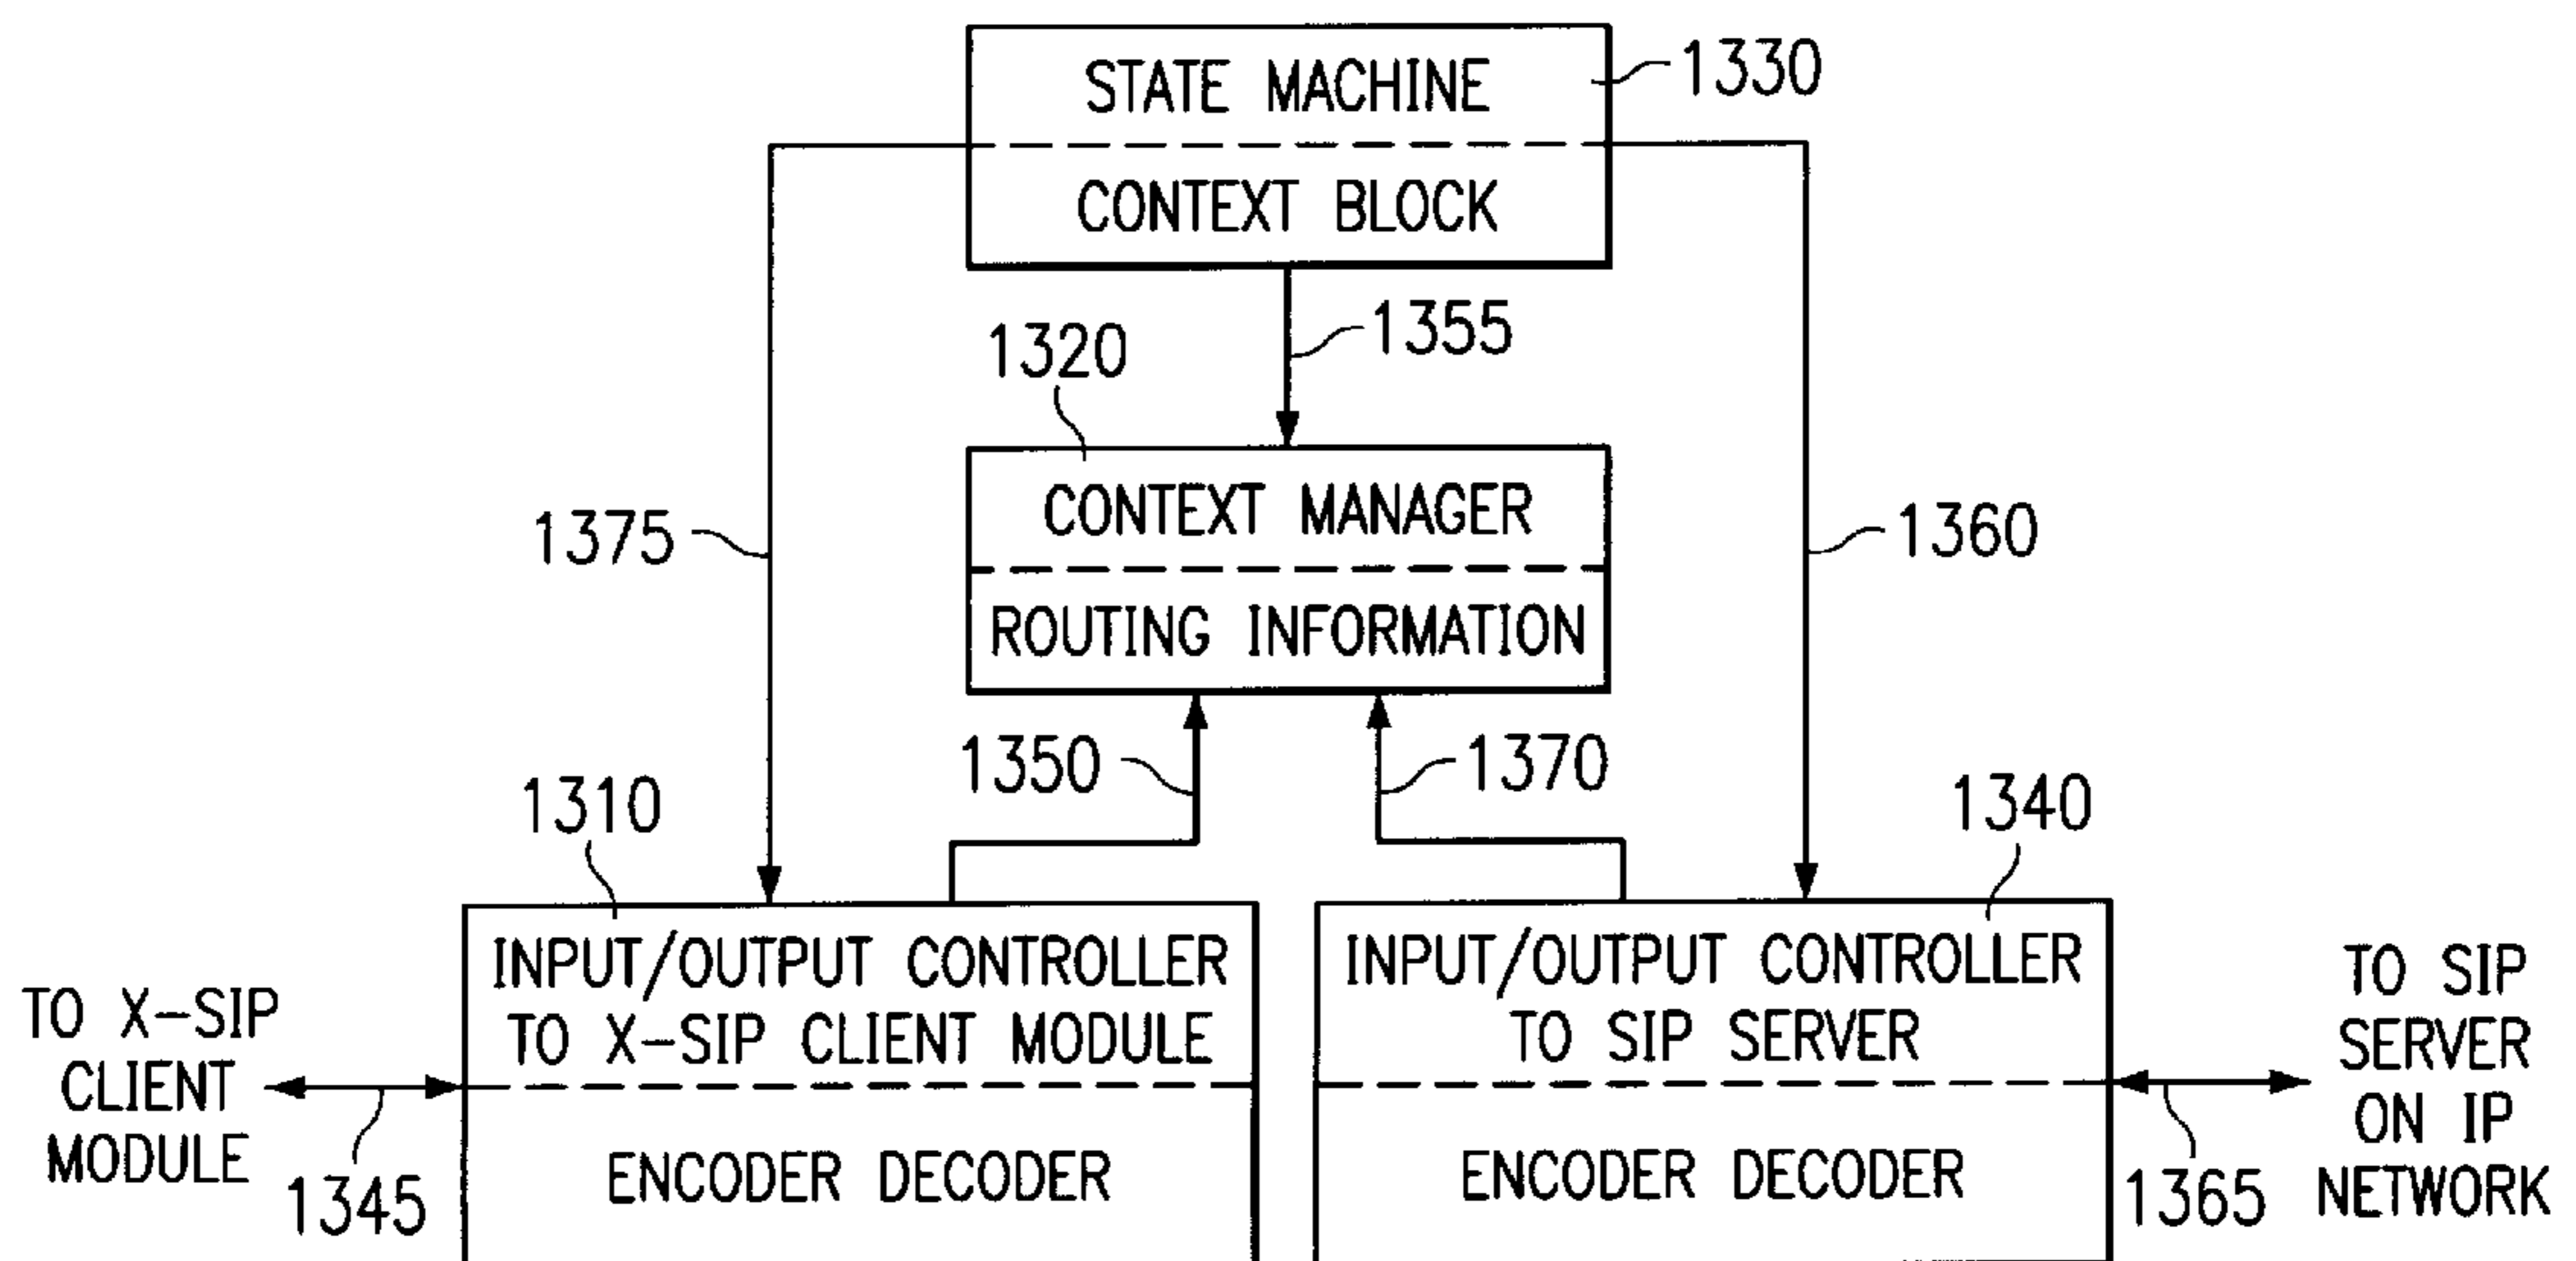 STATE MACHINE
1330
CONTEXT BLOCK
1355
1320
CONTEXT MANAGER
1375
1360
ROUTING INFORMATION
1350
1370
1310
1340
INPUT/OUTPUT CONTROLLER
TO X-SIP CLIENT MODULE
ENCODER DECODER
INPUT/OUTPUT CONTROLLER
TO SIP SERVER
ENCODER DECODER
TO X-SIP
CLIENT
MODULE
1345
TO SIP
SERVER
ON IP
NETWORK
1365